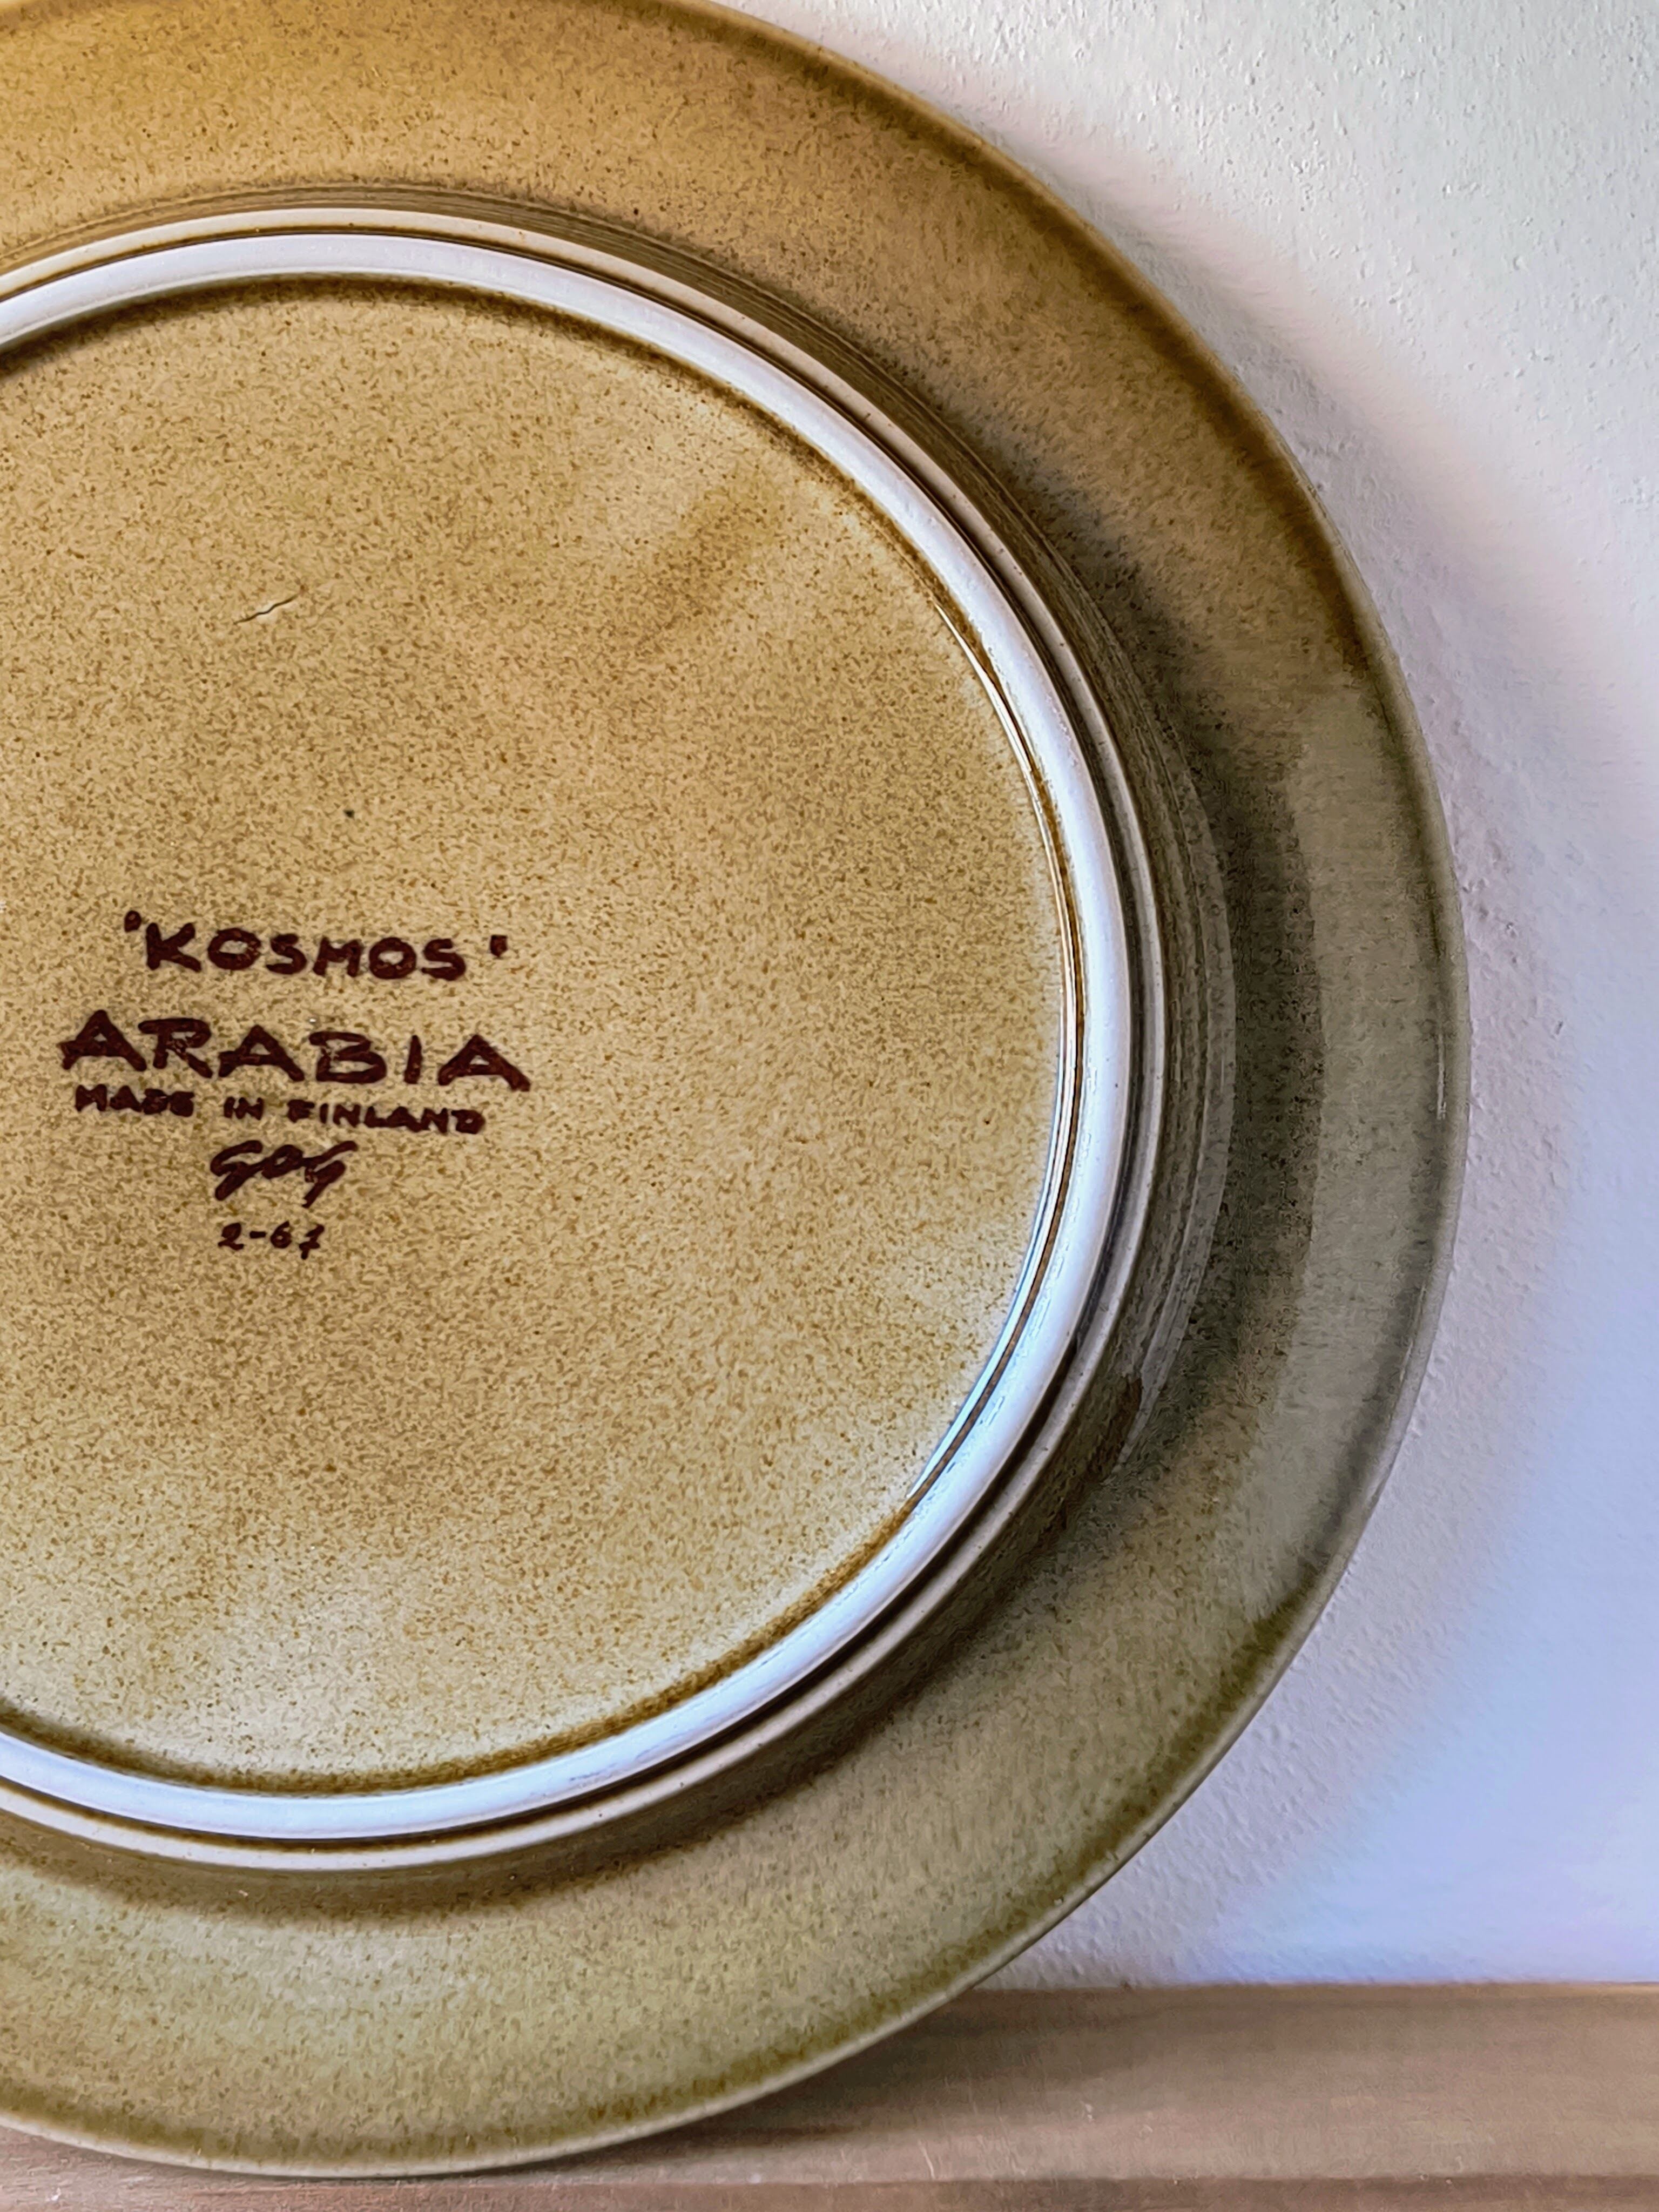 "KOSMOS"
ARABIA
MADE IN FINLAND
GOG
2-67